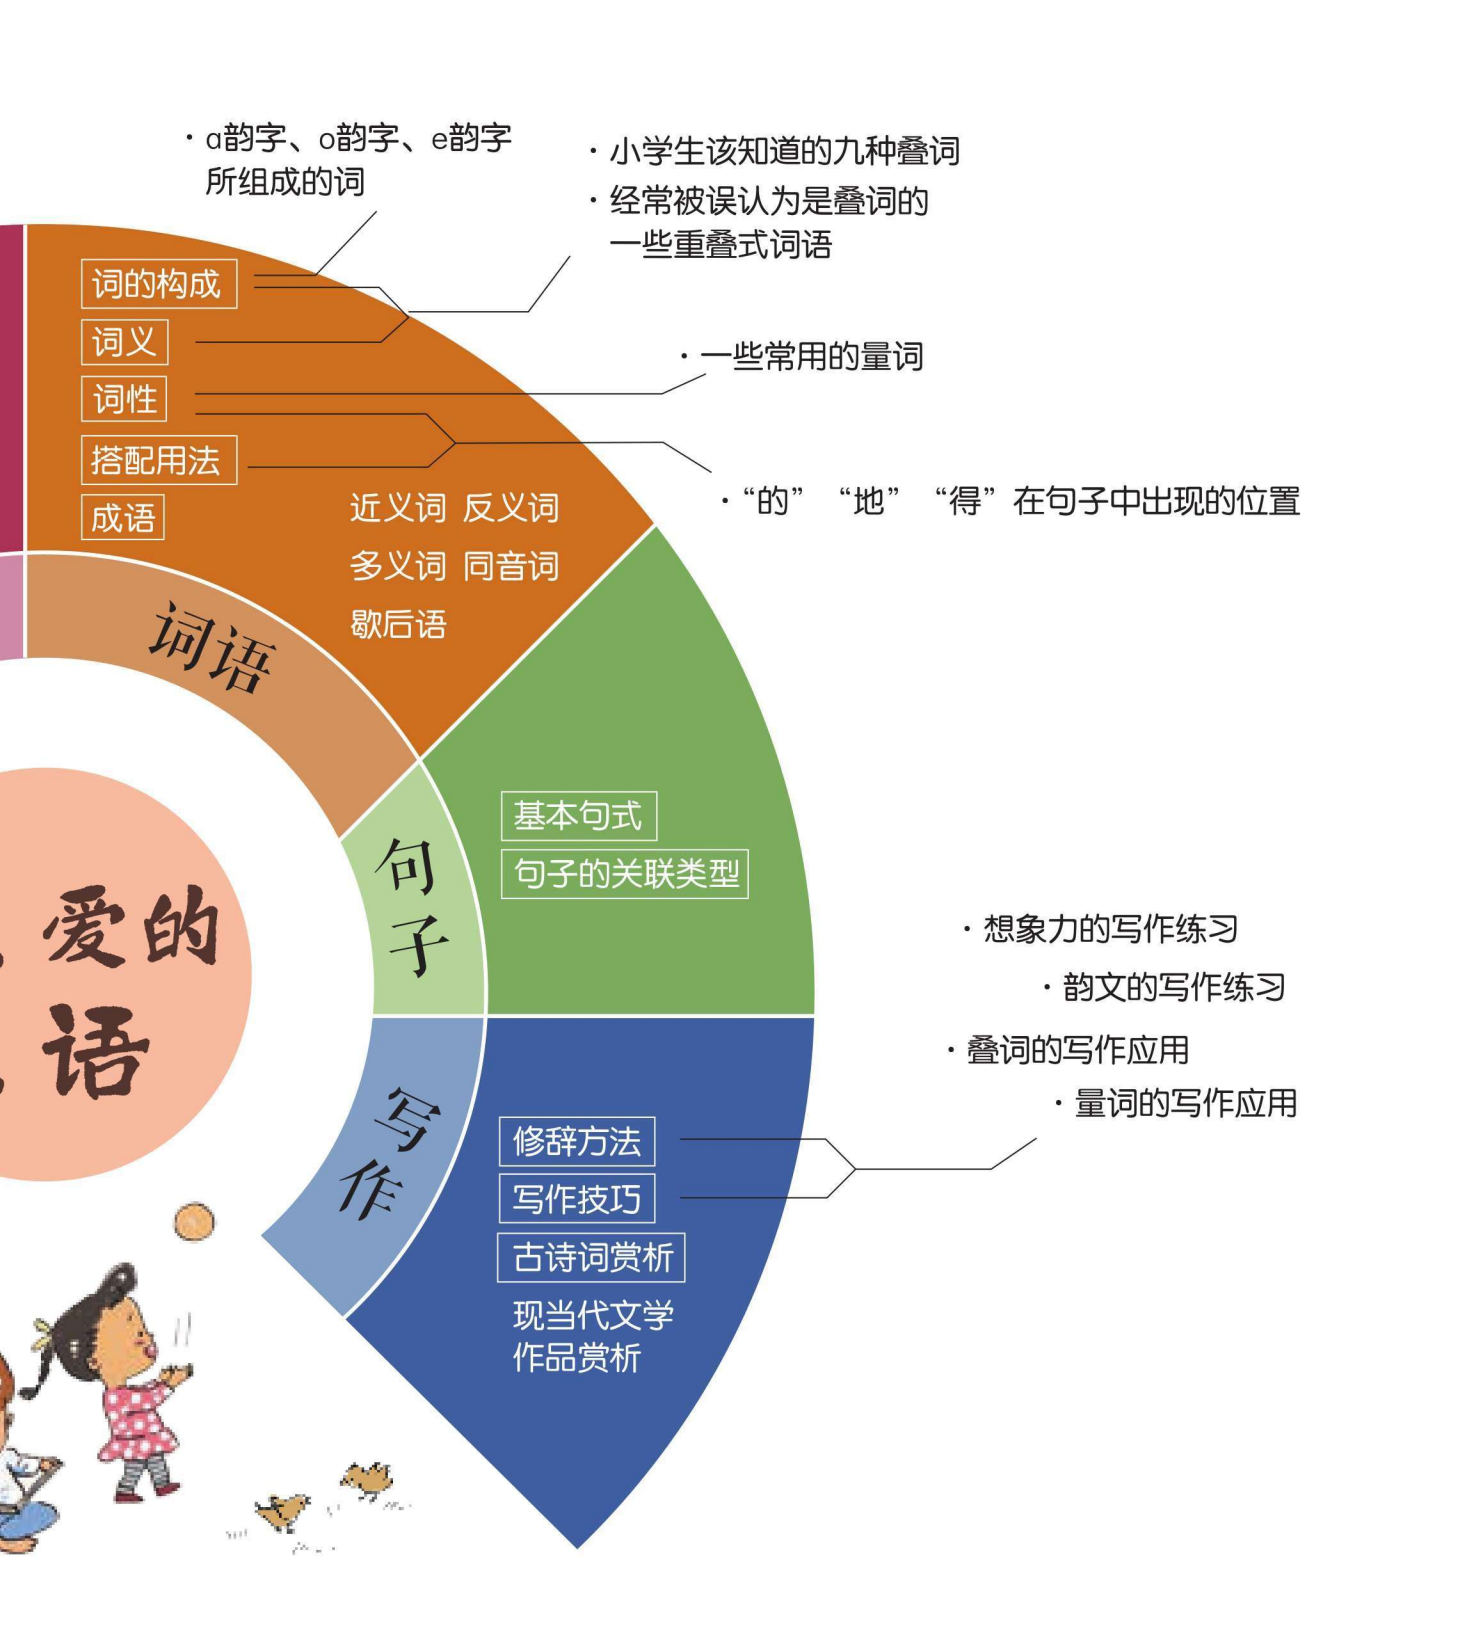 · ɑ韵字、o韵字、e韵字
所组成的词
· 小学生该知道的九种叠词
· 经常被误认为是叠词的
一些重叠式词语
· 一些常用的量词
· “的” “地” “得”在句子中出现的位置
词的构成
词义
词性
搭配用法
成语
近义词 反义词
多义词 同音词
歇后语
词语
基本句式
句子的关联类型
句子
爱的
语
· 想象力的写作练习
· 韵文的写作练习
· 叠词的写作应用
· 量词的写作应用
写作
修辞方法
写作技巧
古诗词赏析
现当代文学
作品赏析